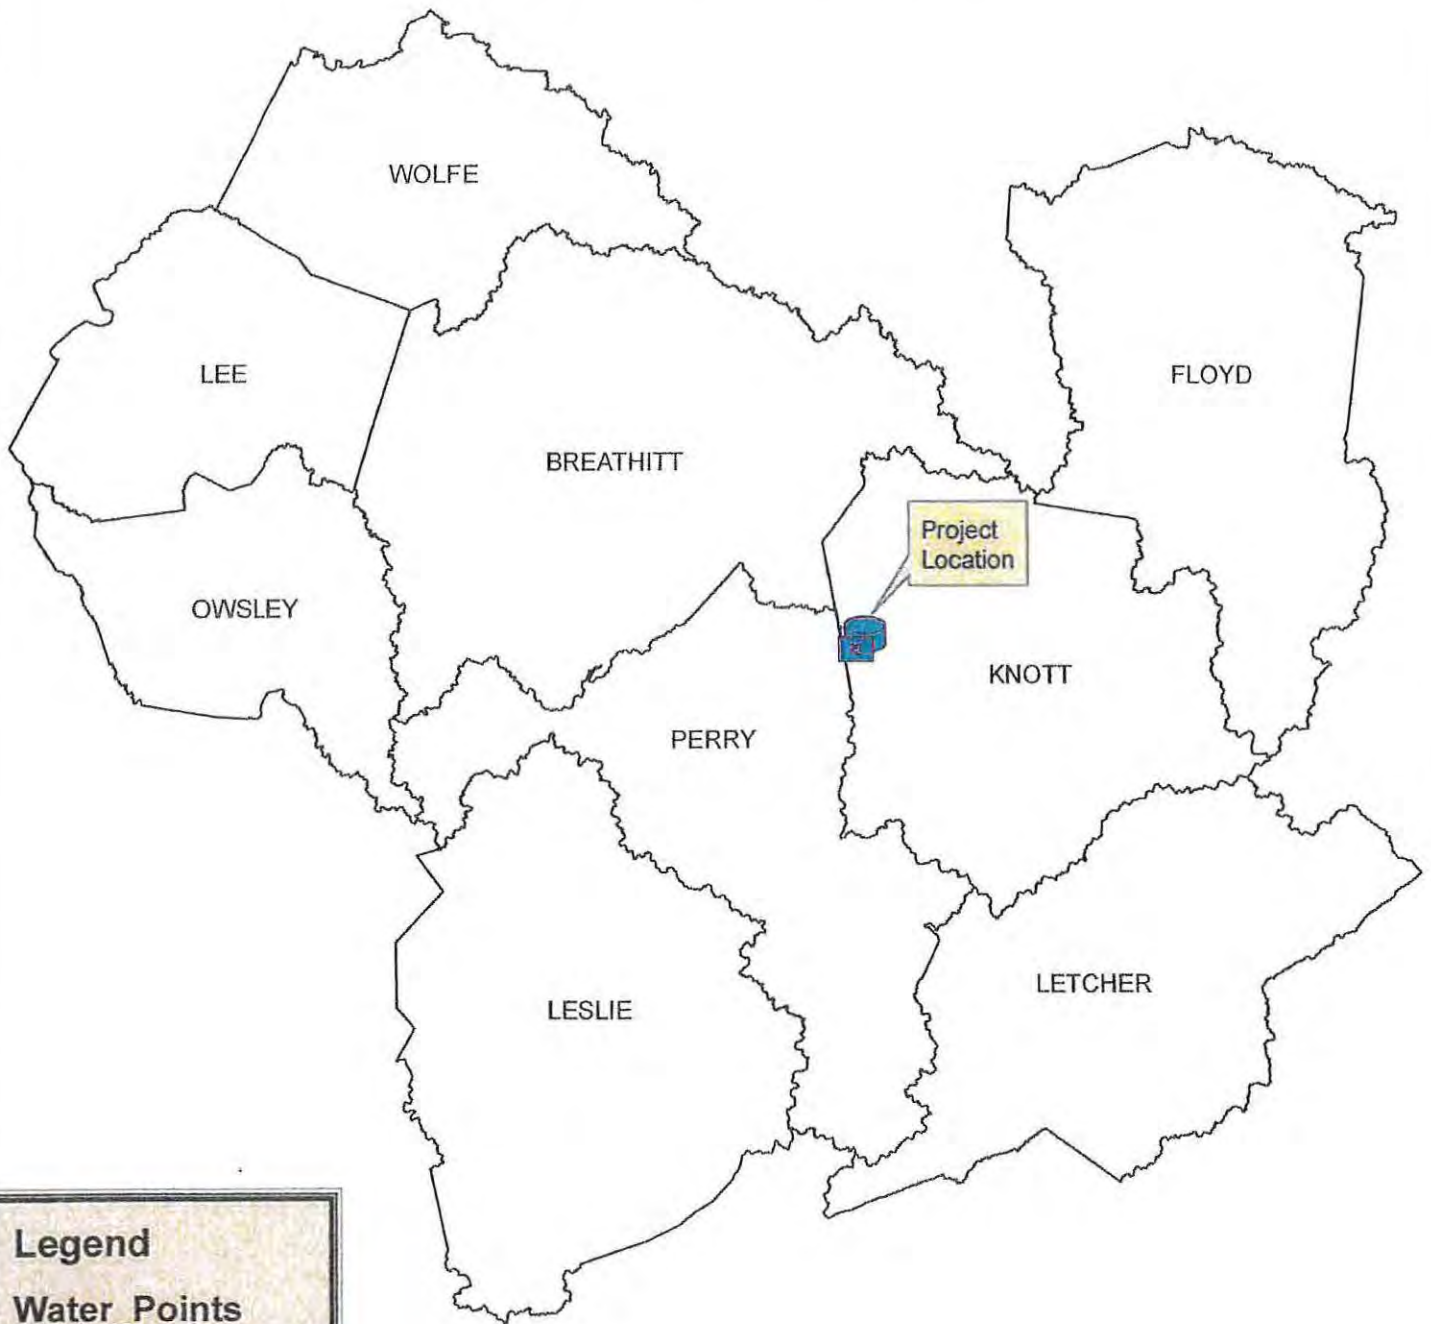 WOLFE
LEE
FLOYD
BREATHITT
Project
Location
OWSLEY
KNOTT
PERRY
LETCHER
LESLIE
Legend
Water Points